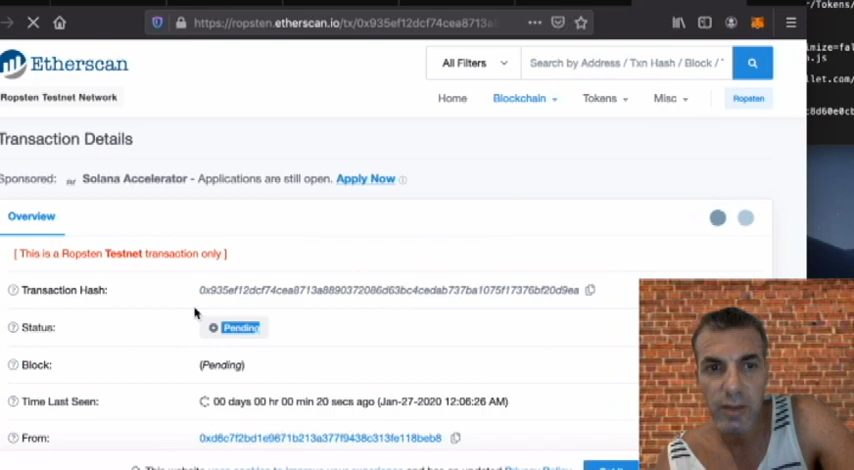 /Tokens/
https://ropsten.etherscan.io/tx/0x935ef12dcf74cea8713a8
Etherscan
All Filters
Search by Address / Txn Hash / Block /
Ropsten Testnet Network
Home Blockchain Tokens Misc Ropsten
Transaction Details
Sponsored: Solana Accelerator - Applications are still open. Apply Now
Overview
[ This is a Ropsten Testnet transaction only ]
Transaction Hash: 0x935ef12dcf74cea8713a8890372086d63bc4cedab737ba1075f17376bf20d9ea
Status: Pending
Block: (Pending)
Time Last Seen: 00 days 00 hr 00 min 20 secs ago (Jan-27-2020 12:06:26 AM)
From: 0xd6c7f2bd1e9671b213a377f9438c313fe118beb8